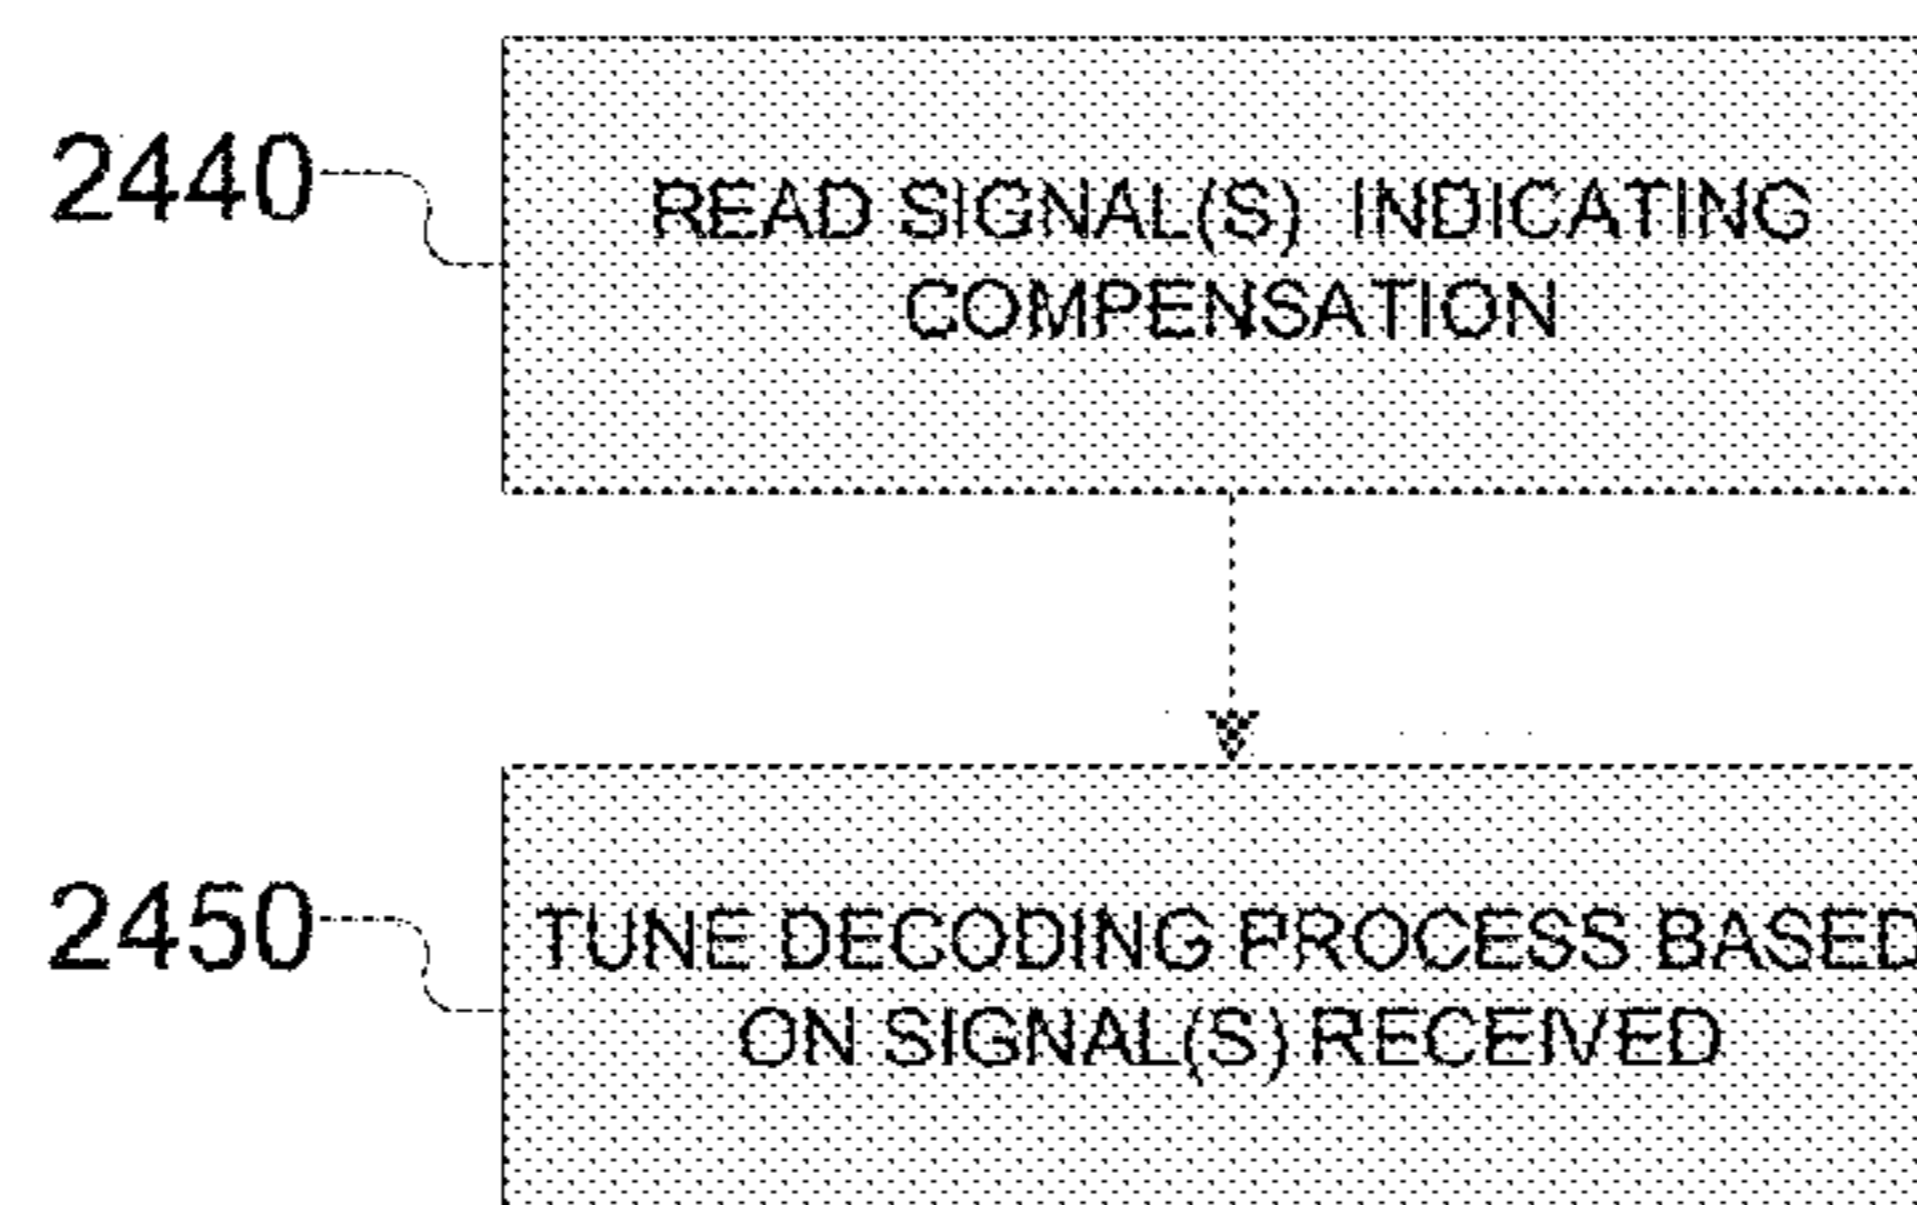 2440
READ SIGNAL(S) INDICATING
COMPENSATION
2450
TUNE DECODING PROCESS BASED
ON SIGNAL(S) RECEIVED